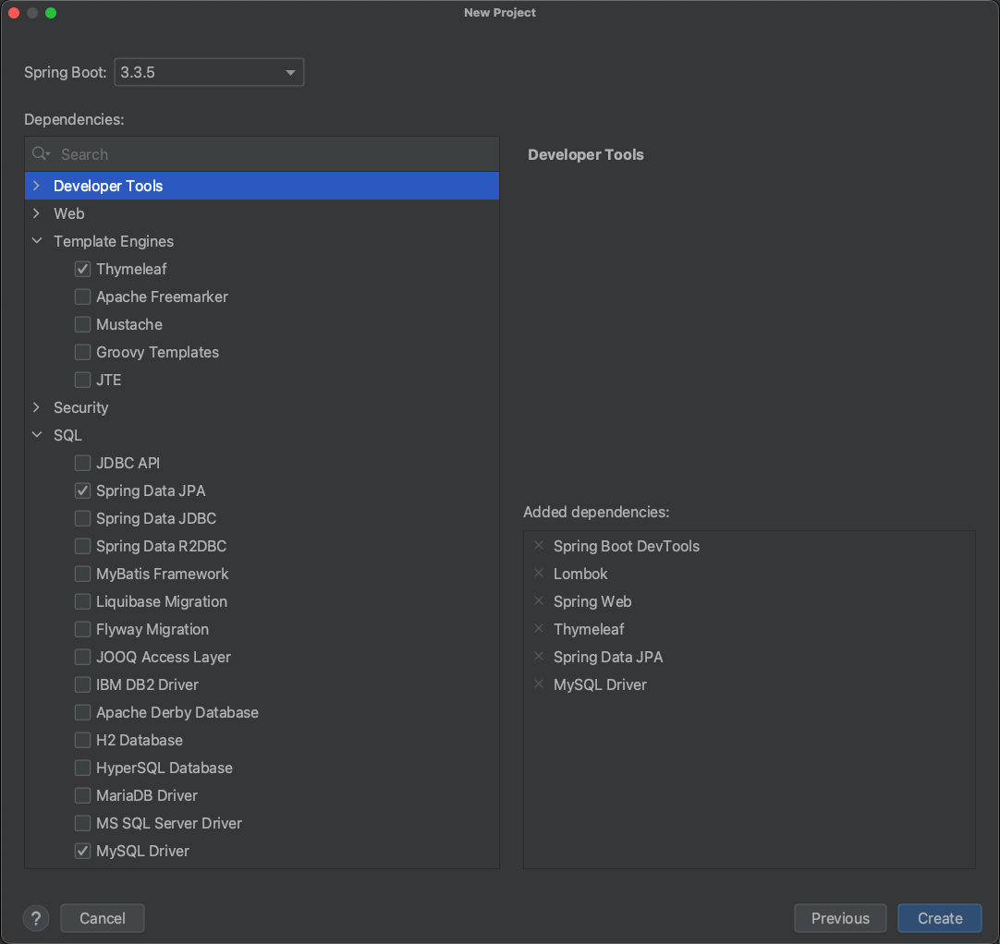 New Project
Spring Boot: 3.3.5
Dependencies:
Search
Developer Tools
Web
Template Engines
Thymeleaf
Apache Freemarker
Mustache
Groovy Templates
JTE
Security
SQL
JDBC API
Spring Data JPA
Spring Data JDBC
Spring Data R2DBC
MyBatis Framework
Liquibase Migration
Flyway Migration
JOOQ Access Layer
IBM DB2 Driver
Apache Derby Database
H2 Database
HyperSQL Database
MariaDB Driver
MS SQL Server Driver
MySQL Driver
Developer Tools
Added dependencies:
Spring Boot DevTools
Lombok
Spring Web
Thymeleaf
Spring Data JPA
MySQL Driver
? Cancel Previous Create